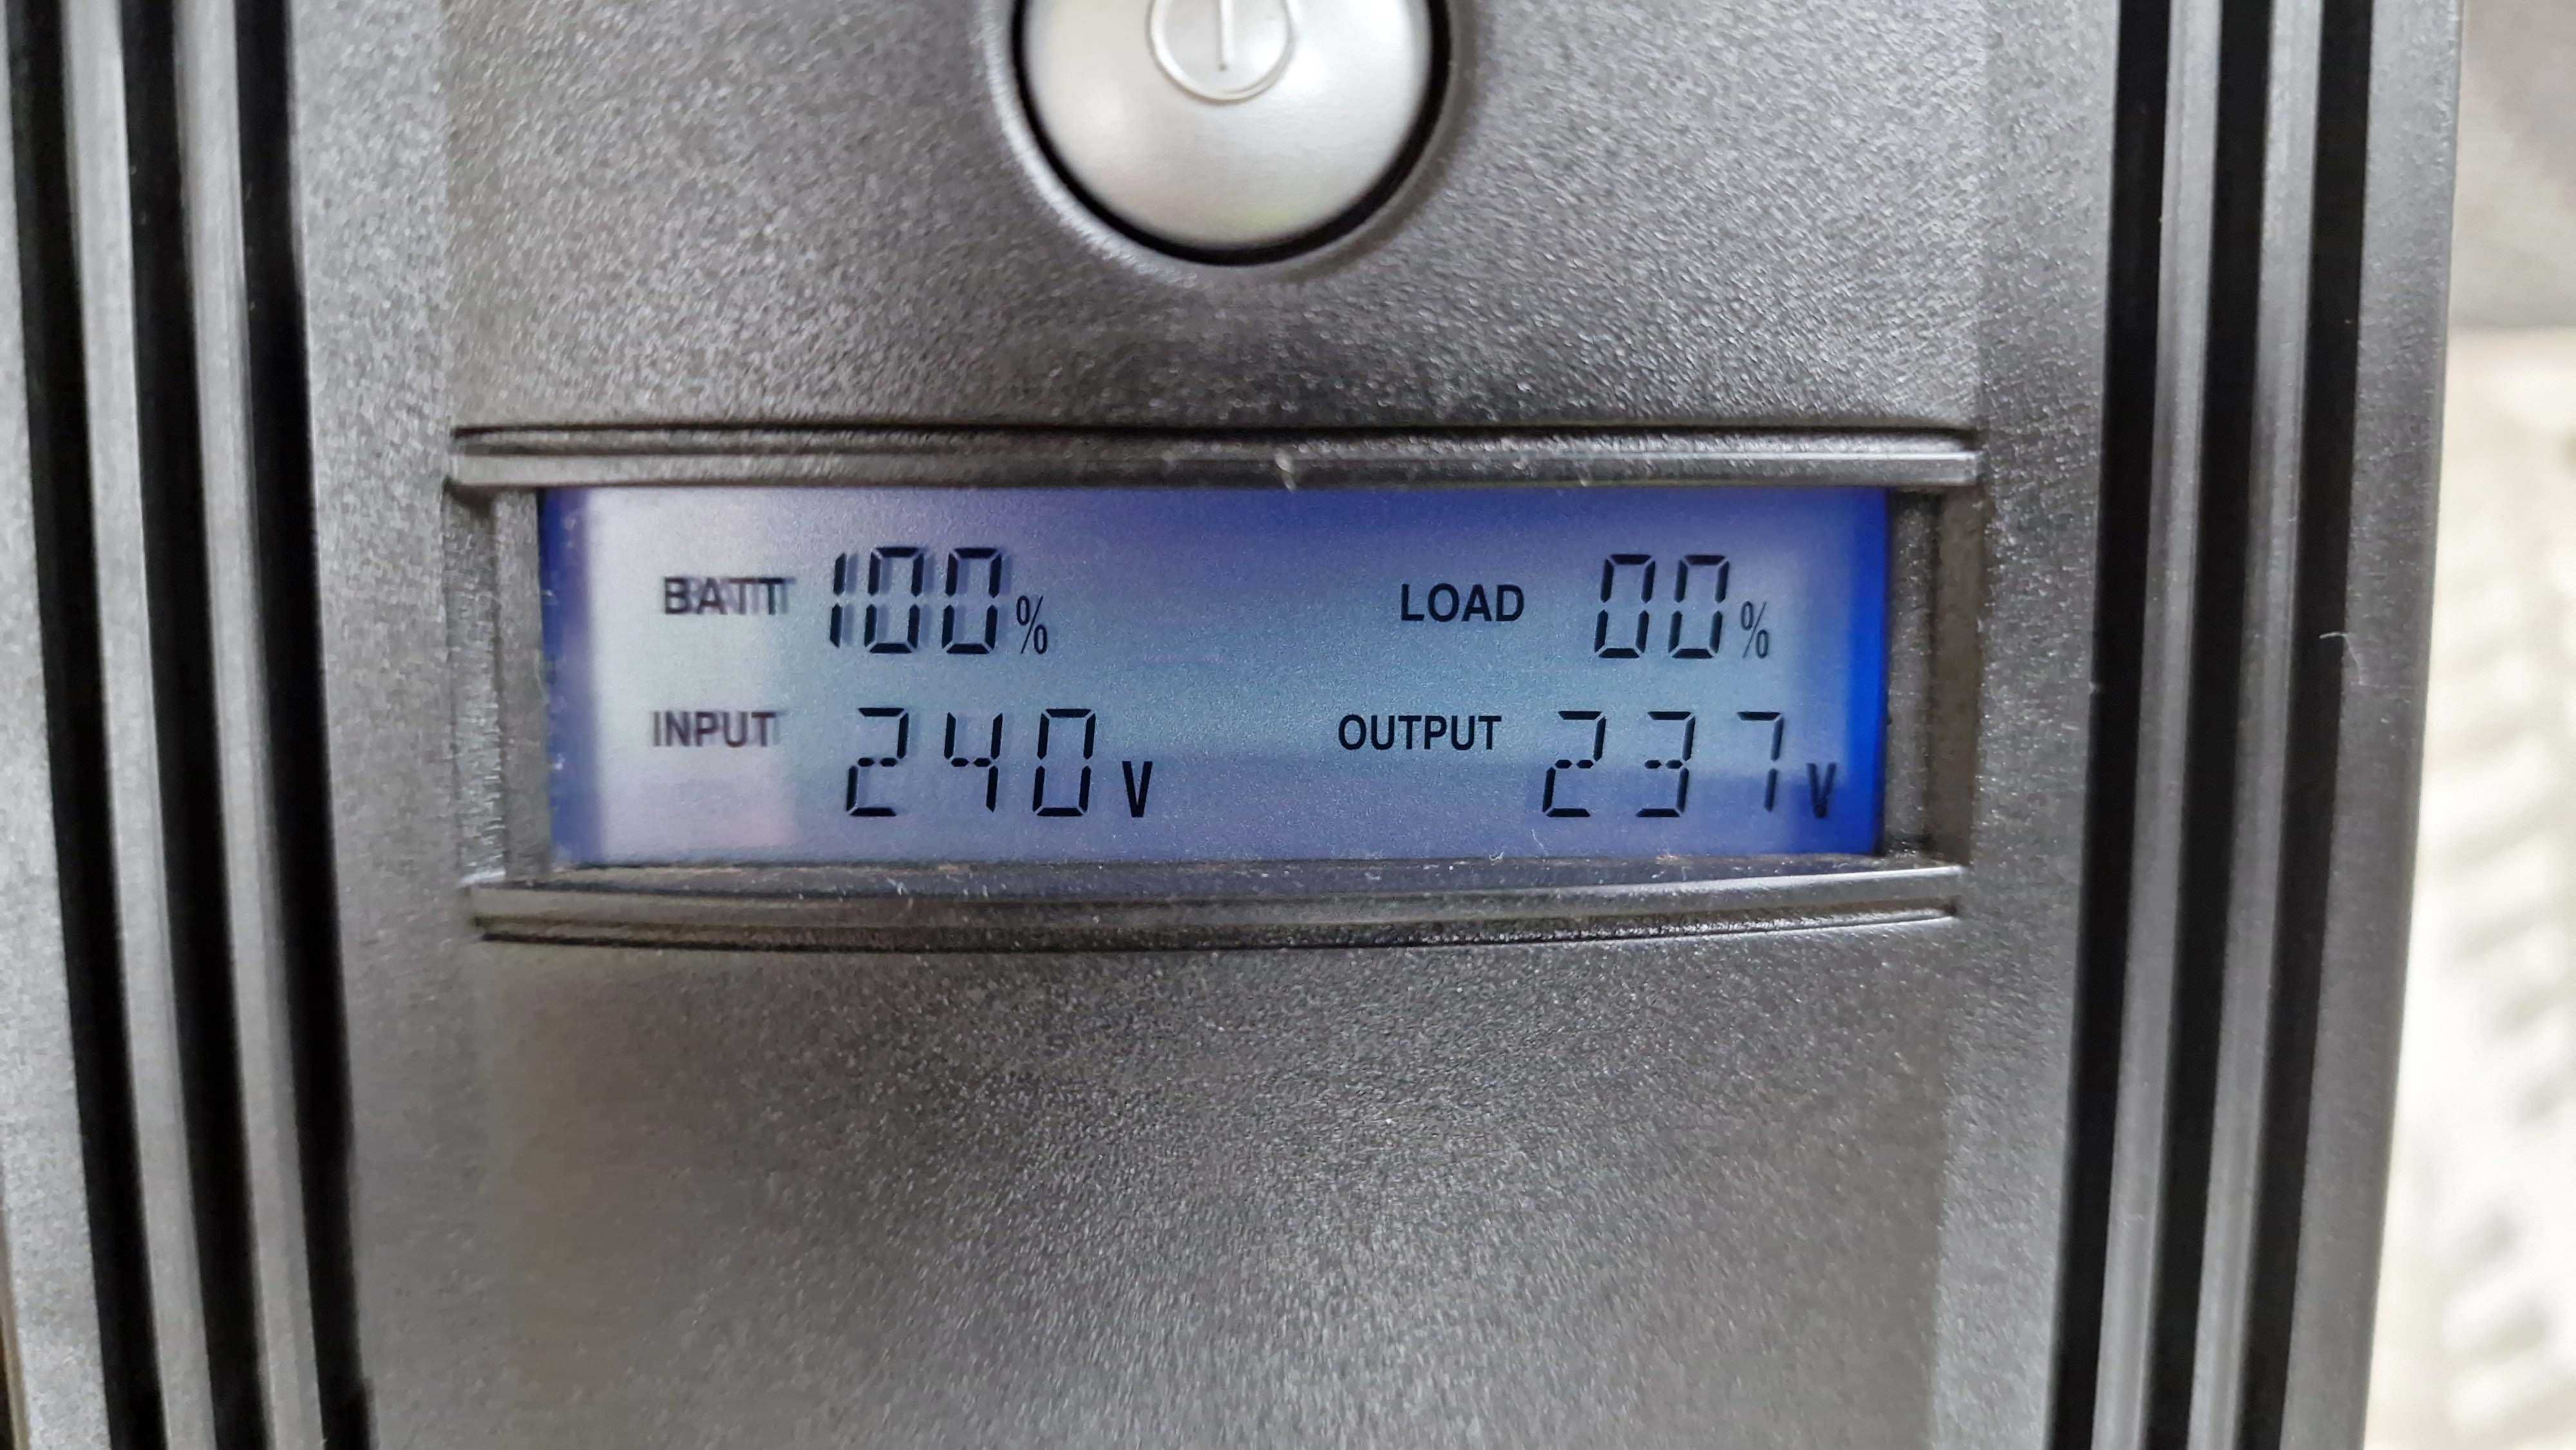 BATT 100% LOAD 00%
INPUT 240V OUTPUT 237V